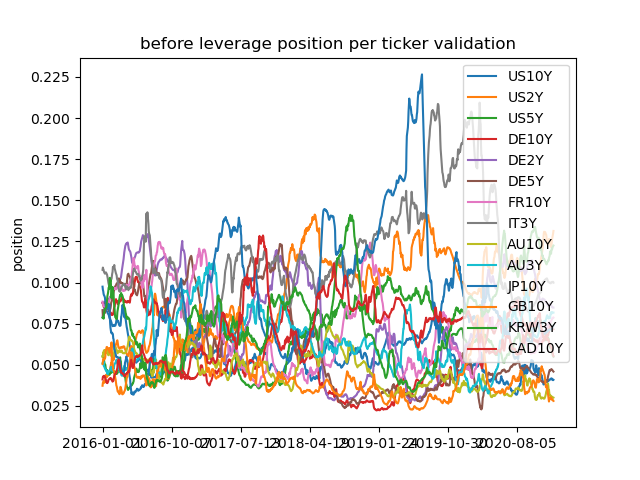 before leverage position per ticker validation
position
0.225
0.200
0.175
0.150
0.125
0.100
0.075
0.050
0.025
US10Y
US2Y
US5Y
DE10Y
DE2Y
DE5Y
FR10Y
IT3Y
AU10Y
AU3Y
JP10Y
GB10Y
KRW3Y
CAD10Y
2016-01-01 2016-10-07 2017-07-13 2018-04-19 2019-01-24 2019-10-30 2020-08-05